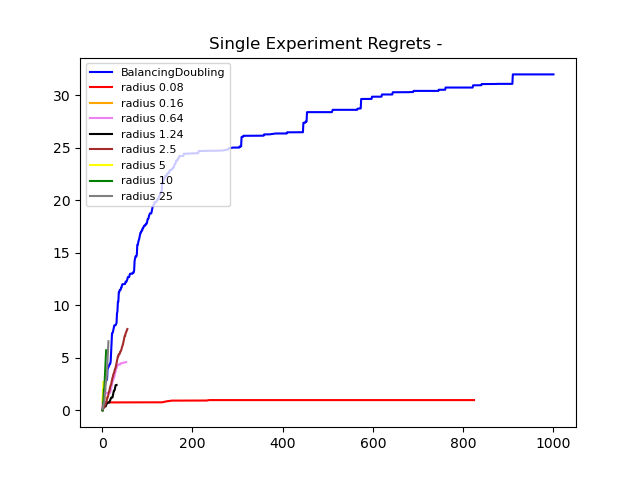 Single Experiment Regrets -
BalancingDoubling
radius 0.08
radius 0.16
radius 0.64
radius 1.24
radius 2.5
radius 5
radius 10
radius 25
30
25
20
15
10
5
0
0 200 400 600 800 1000